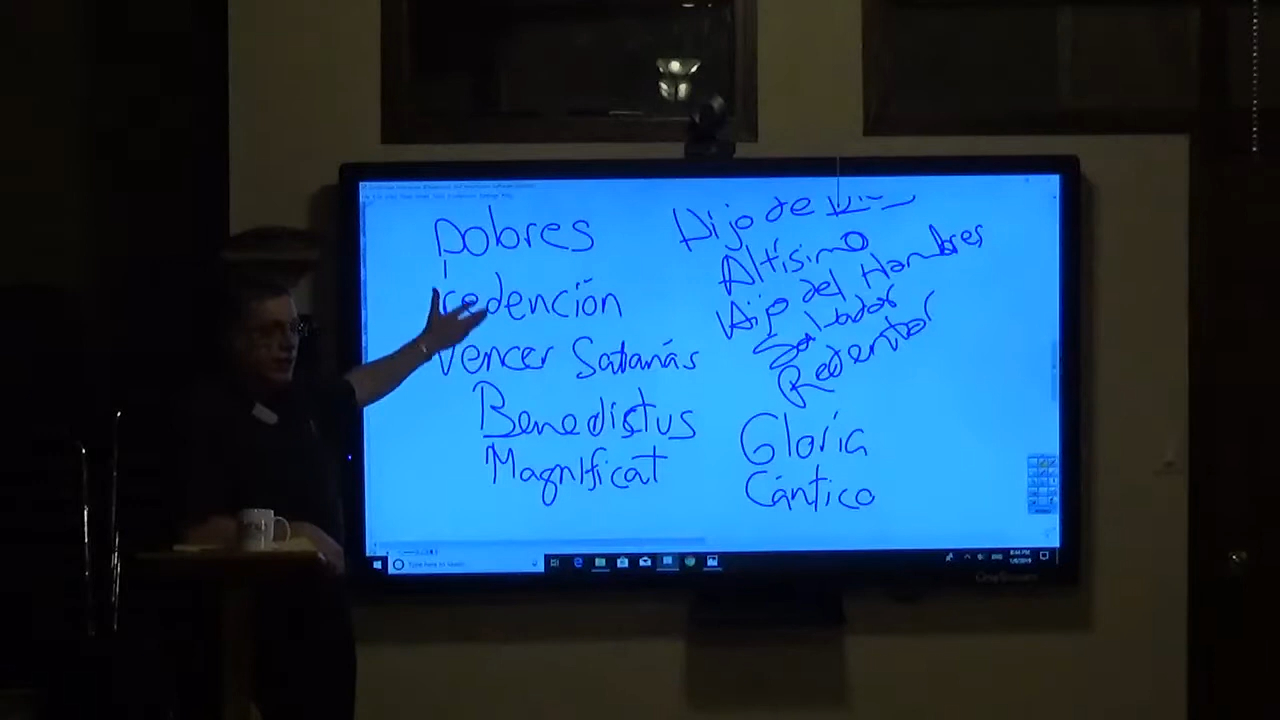 Pobres
redención
Vencer Satanás
Benedictus
Magnificat
Hijo de
Altísimo
Hijo del Hombres
Salvador
Redentor
Gloria
Cántico